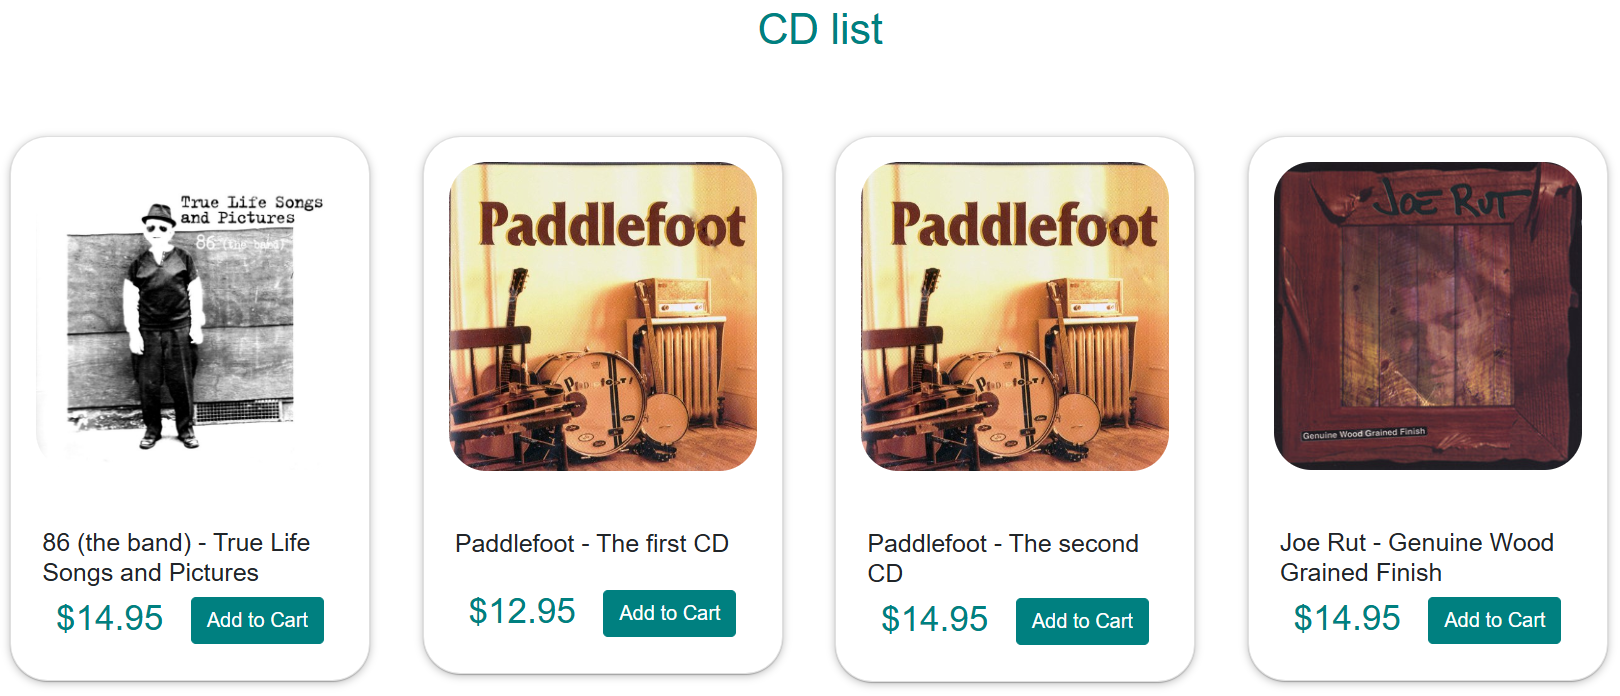 CD list
True Life Songs
and Pictures
86 (the band)
Paddlefoot
Paddlefoot
JOE RUT
Genuine Wood Grained Finish
86 (the band) - True Life
Songs and Pictures
$14.95
Add to Cart
Paddlefoot - The first CD
$12.95
Add to Cart
Paddlefoot - The second
CD
$14.95
Add to Cart
Joe Rut - Genuine Wood
Grained Finish
$14.95
Add to Cart